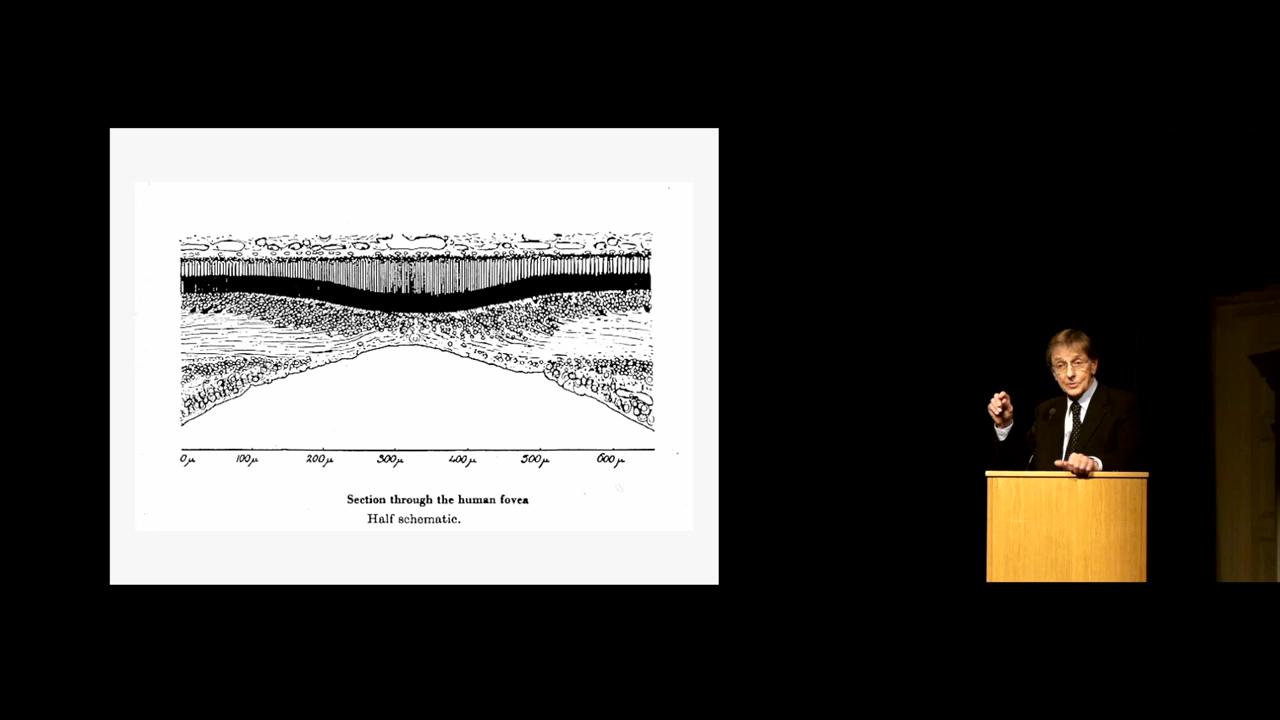 0μ 100μ 200μ 300μ 400μ 500μ 600μ
Section through the human fovea
Half schematic.